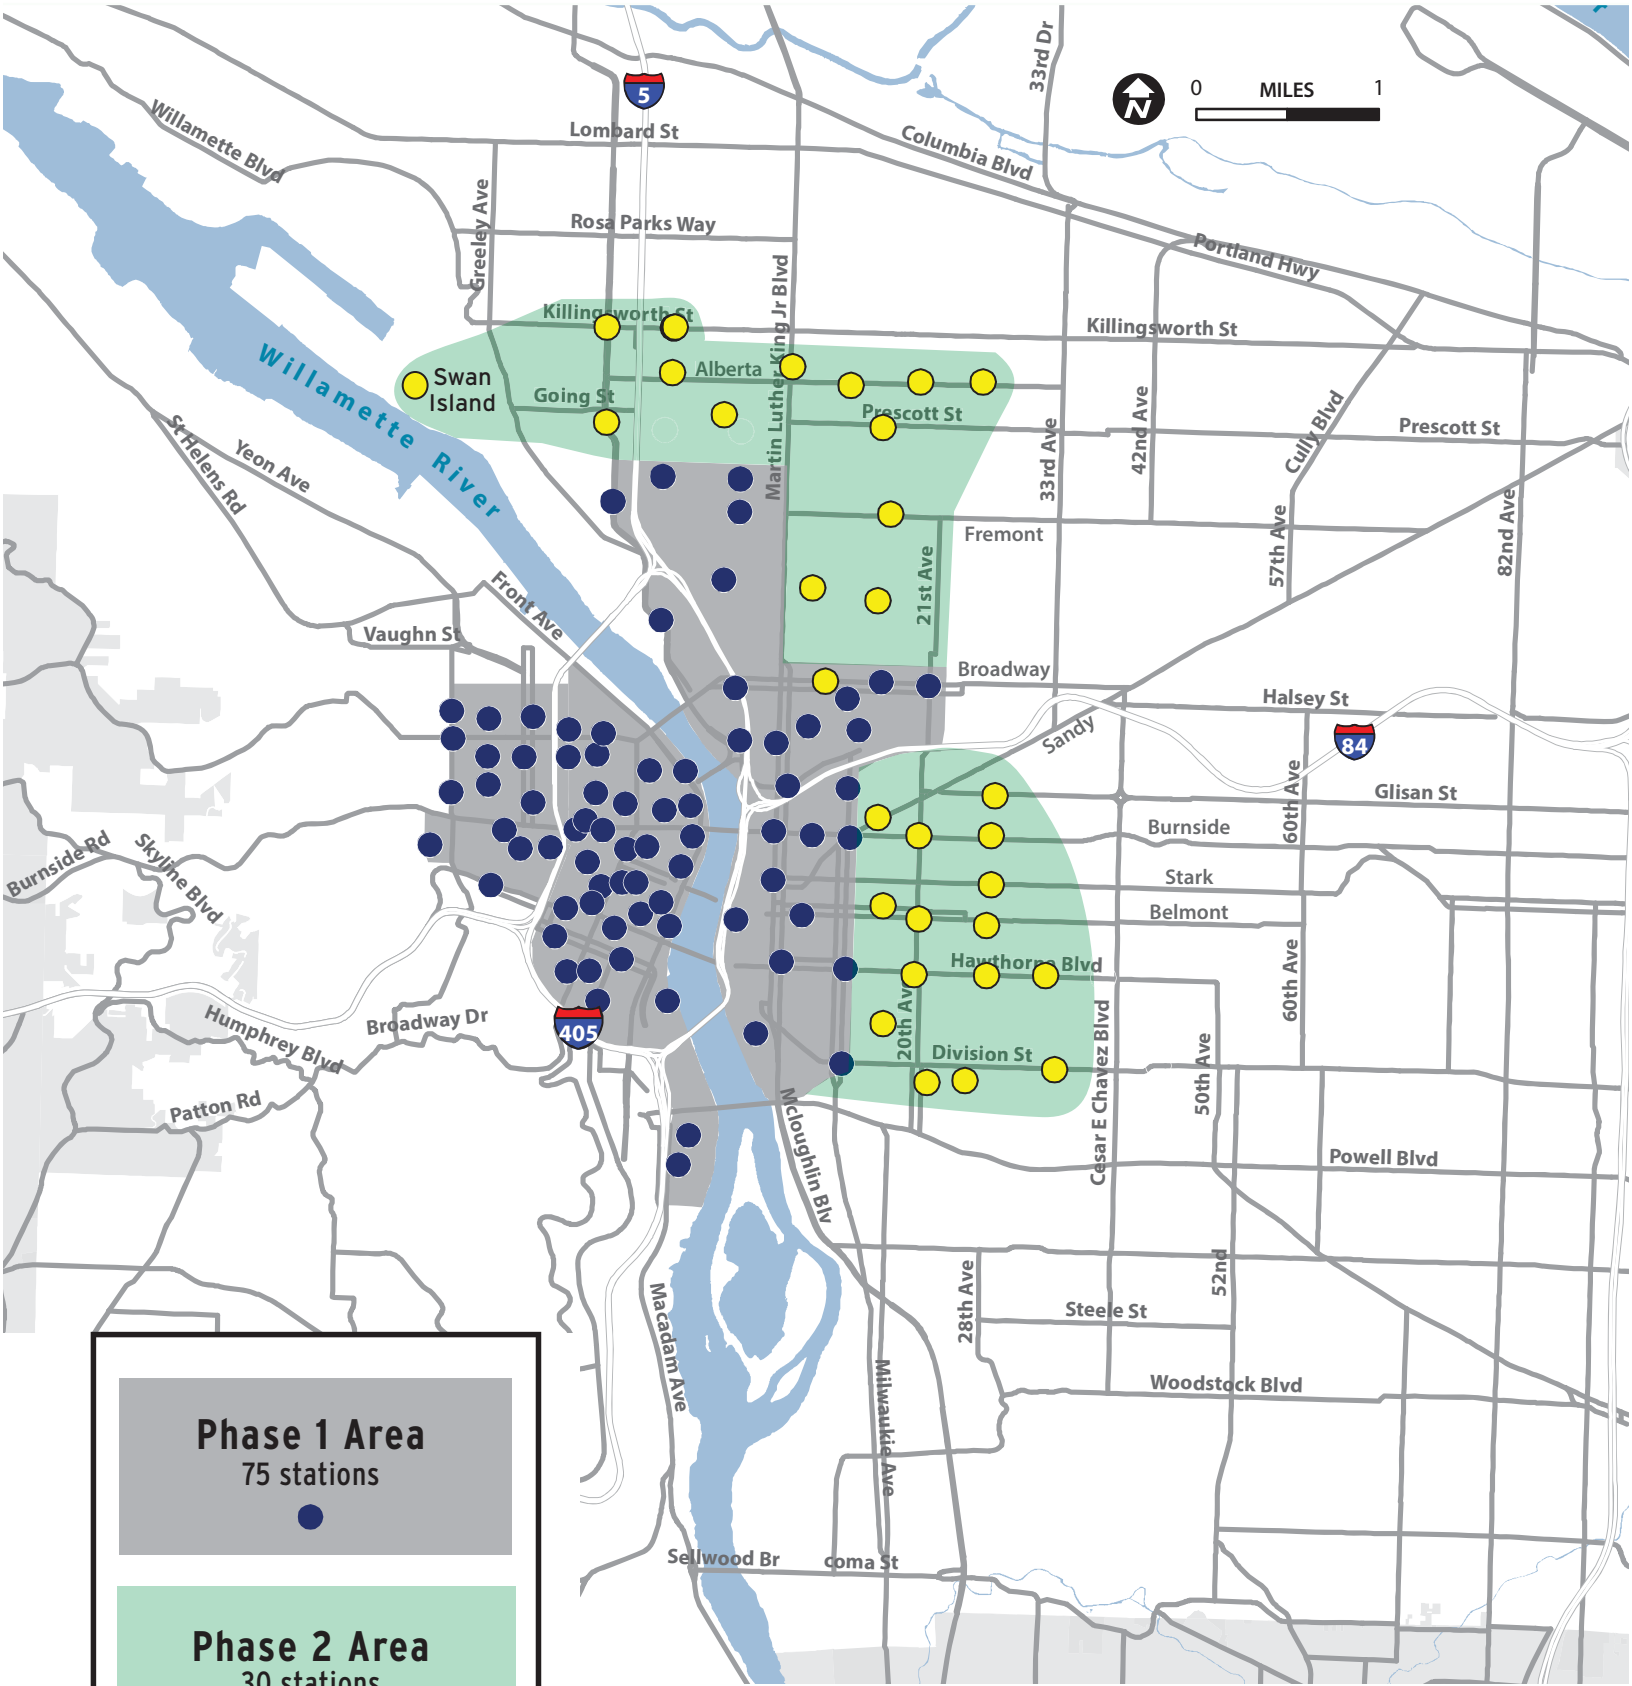 33rd Dr
N
0 MILES 1
5
Lombard St
Columbia Blvd
Willamette Blvd
Greeley Ave
Rosa Parks Way
Portland Hwy
Martin Luther King Jr Blvd
Killingsworth St
Killingsworth St
Alberta
Swan
Island
Going St
Prescott St
Prescott St
33rd Ave
42nd Ave
Cully Blvd
Willamette River
St Helens Rd
Yeon Ave
Fremont
57th Ave
82nd Ave
21st Ave
Front Ave
Vaughn St
Broadway
Halsey St
Sandy
84
60th Ave
Glisan St
Burnside
Burnside Rd
Skyline Blvd
Stark
Belmont
Hawthorne Blvd
60th Ave
20th Ave
Humphrey Blvd
Broadway Dr
405
Division St
Cesar E Chavez Blvd
50th Ave
Patton Rd
Mcloughlin Blv
Powell Blvd
28th Ave
52nd
Steele St
Macadam Ave
Milwaukie Ave
Woodstock Blvd
Phase 1 Area
75 stations
Sellwood Br
coma St
Phase 2 Area
30 stations